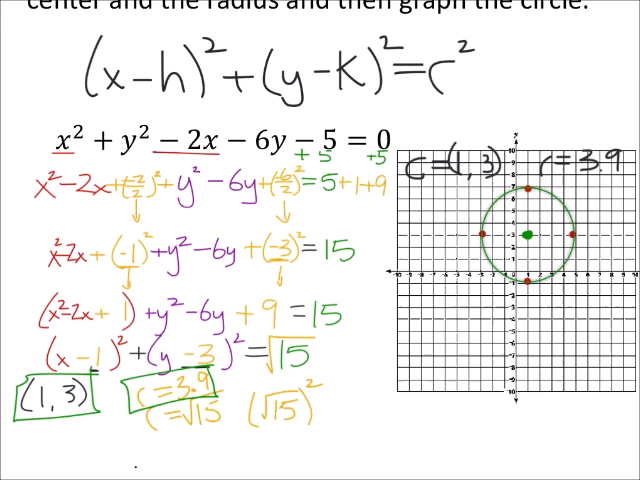 center and the radius and then graph the circle.
(x-h)² + (y-k)² = r²
x² + y² − 2x − 6y − 5 = 0
+5 +5
x²-2x+(-2/2)²+y²-6y+(-6/2)²=5+1+9
x²-2x+(-1)²+y²-6y+(-3)²=15
(x²-2x+1)+y²-6y+9=15
(x-1)²+(y-3)²=√15
(1,3) r=3.9
r=√15 (√15)²
C=(1,3) r=3.9